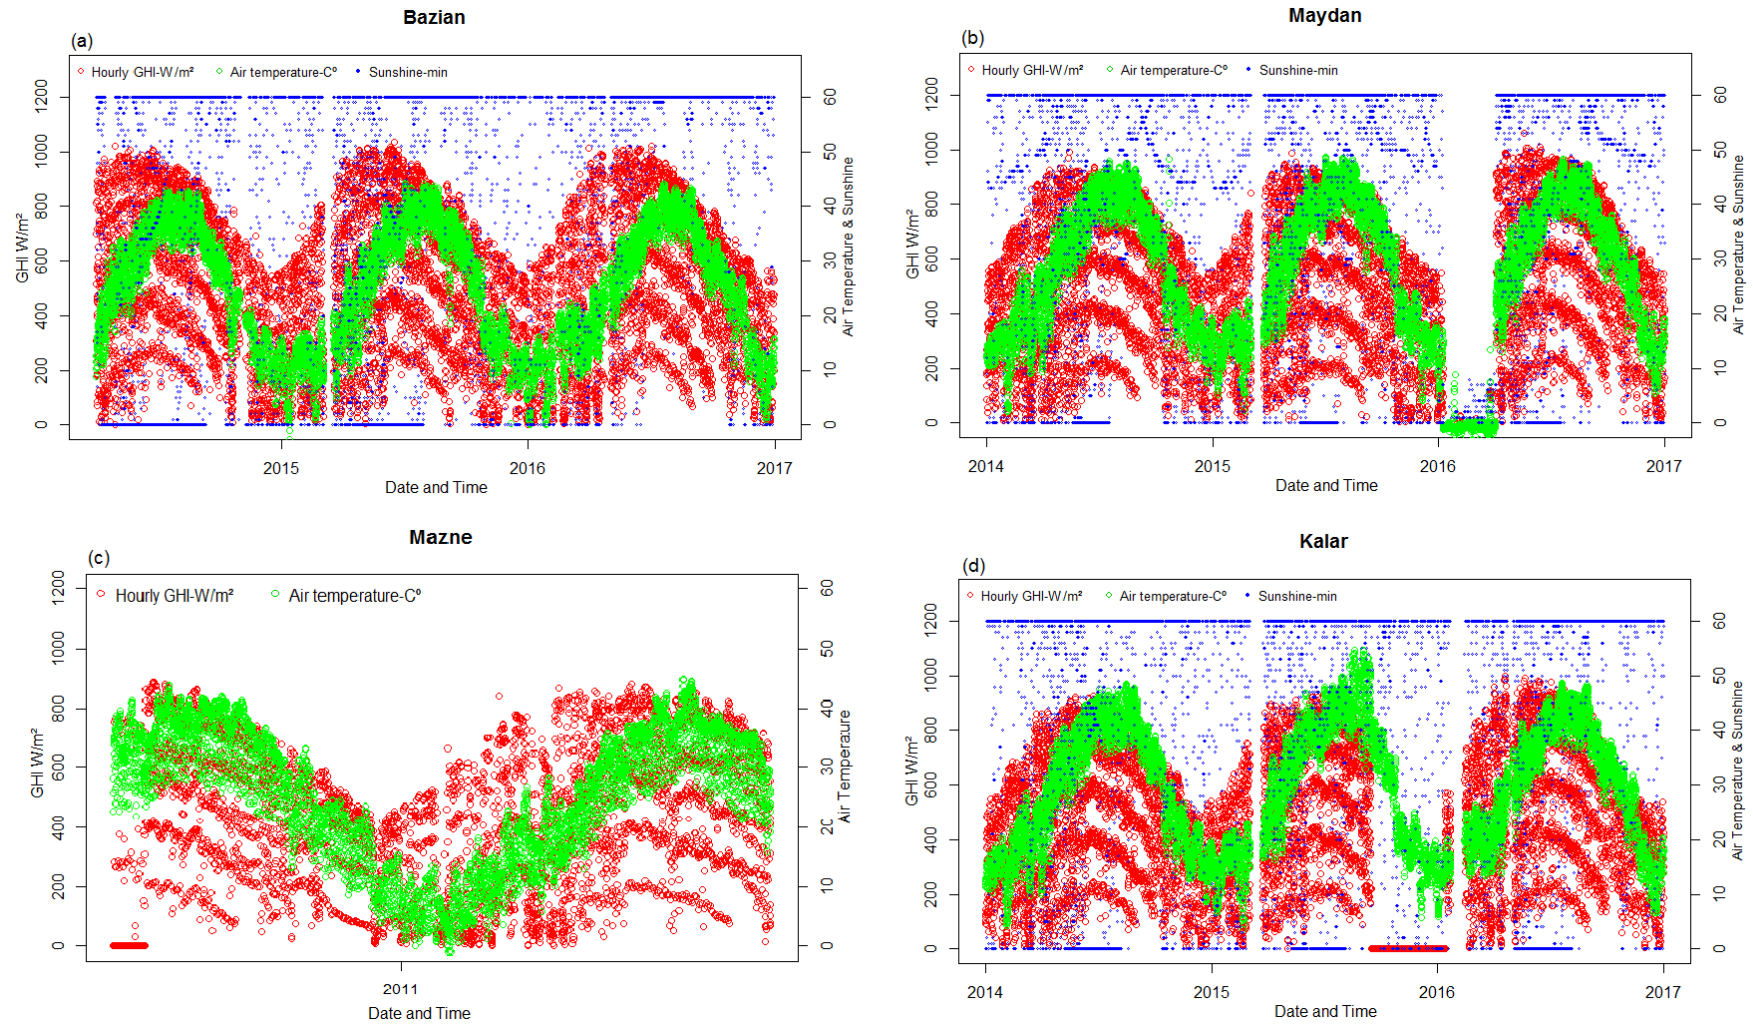 Bazian
(a)
Hourly GHI-W/m² Air temperature-Cº Sunshine-min
GHI W/m²
0 200 400 600 800 1000 1200
Air Temperature & Sunshine
0 10 20 30 40 50 60
2015 2016 2017
Date and Time
Maydan
(b)
Hourly GHI-W/m² Air temperature-Cº Sunshine-min
GHI W/m²
0 200 400 600 800 1000 1200
Air Temperature & Sunshine
0 10 20 30 40 50 60
2014 2015 2016 2017
Date and Time
Mazne
(c)
Hourly GHI-W/m² Air temperature-Cº
GHI W/m²
0 200 400 600 800 1000 1200
Air Temperaure
0 10 20 30 40 50 60
2011
Date and Time
Kalar
(d)
Hourly GHI-W/m² Air temperature-Cº Sunshine-min
GHI W/m²
0 200 400 600 800 1000 1200
Air Temperature & Sunshine
0 10 20 30 40 50 60
2014 2015 2016 2017
Date and Time